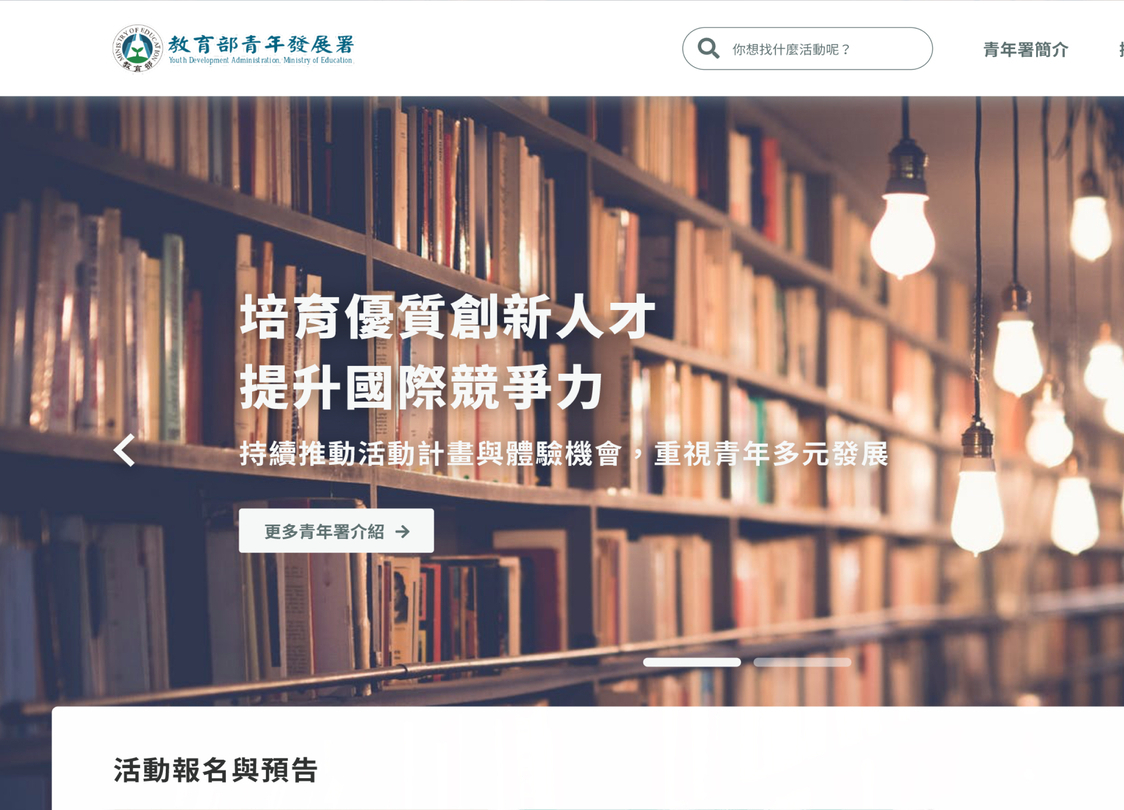 MINISTRY OF EDUCATION
教育部
教育部青年發展署
Youth Development Administration, Ministry of Education
你想找什麼活動呢？
青年署簡介
培育優質創新人才
提升國際競爭力
持續推動活動計畫與體驗機會，重視青年多元發展
更多青年署介紹
活動報名與預告